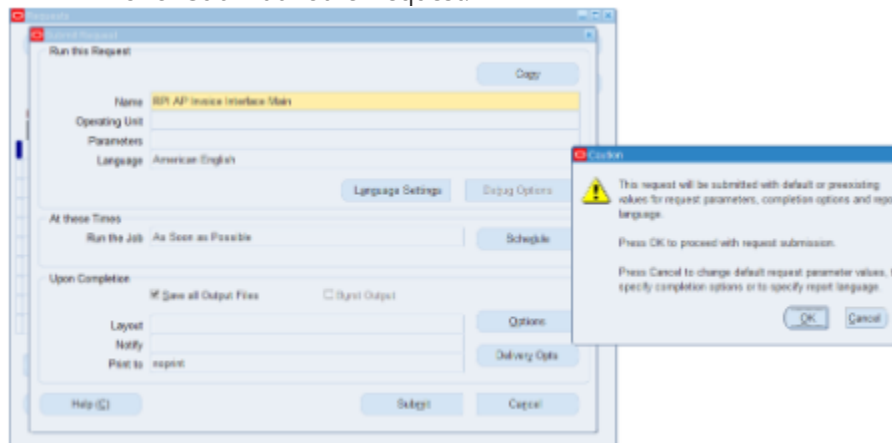 Requests
Submit Request
Run this Request
Copy
Name RPI AP Invoice Interface Main
Operating Unit
Parameters
Language American English
Language Settings Debug Options
At these Times
Run the Job As Soon as Possible Schedule
Upon Completion
Save all Output Files Burst Output
Layout Options
Notify
Print to noprint Delivery Opts
Help (C) Submit Cancel
Caution
This request will be submitted with default or preexisting
values for request parameters, completion options and repo
language.
Press OK to proceed with request submission.
Press Cancel to change default request parameter values,
specify completion options or to specify report language.
OK Cancel